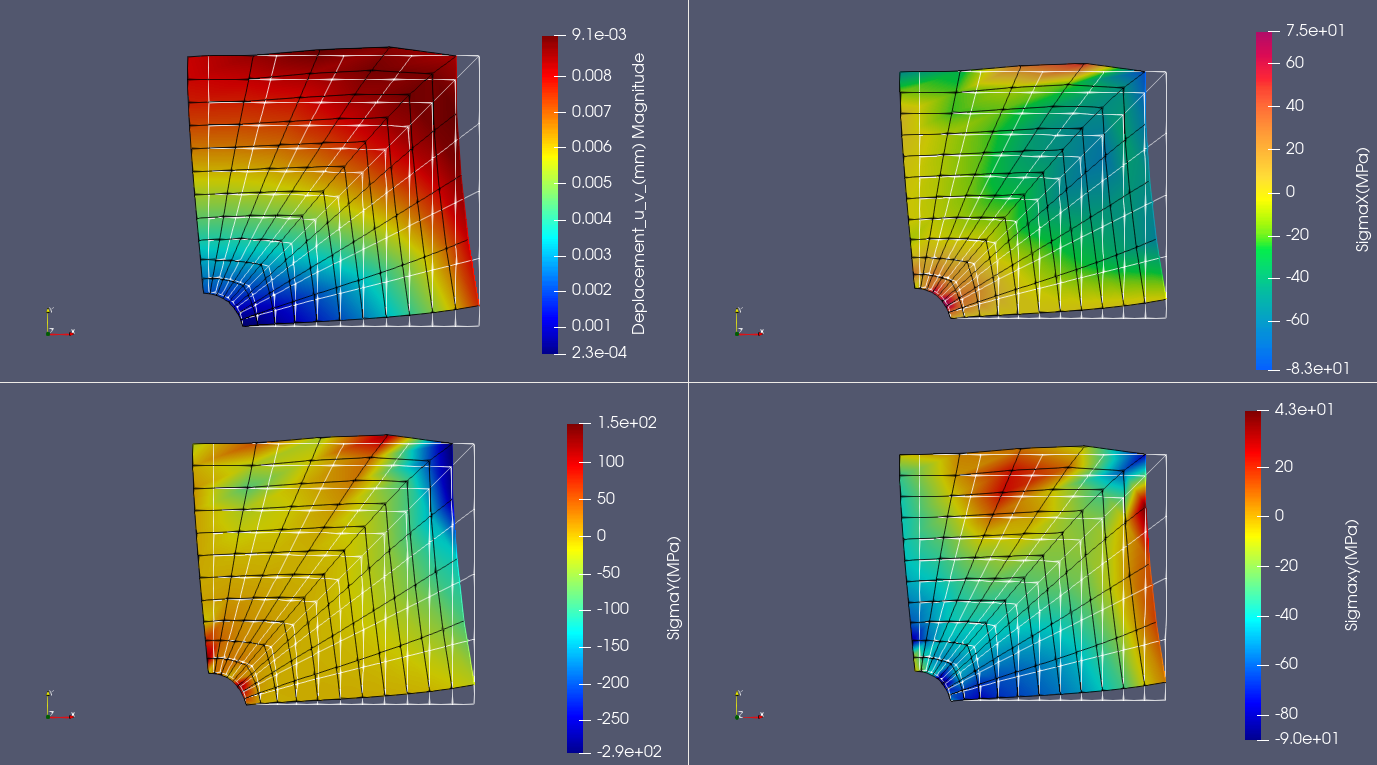 9.1e-03
0.008
0.007
0.006
0.005
0.004
0.003
0.002
0.001
2.3e-04
Deplacement_u_v_(mm) Magnitude
Y
Z
X
7.5e+01
60
40
20
0
-20
-40
-60
-8.3e+01
SigmaX(MPa)
Y
Z
X
1.5e+02
100
50
0
-50
-100
-150
-200
-250
-2.9e+02
SigmaY(MPa)
Y
Z
X
4.3e+01
20
0
-20
-40
-60
-80
-9.0e+01
Sigmaxy(MPa)
Y
Z
X